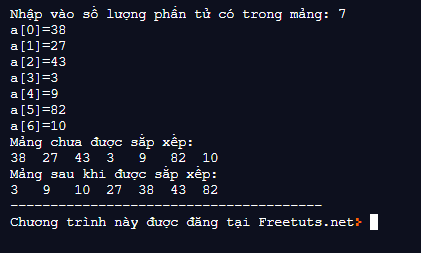 Nhập vào số lượng phần tử có trong mảng: 7
a[0]=38
a[1]=27
a[2]=43
a[3]=3
a[4]=9
a[5]=82
a[6]=10
Mảng chưa được sắp xếp:
38 27 43 3 9 82 10
Mảng sau khi được sắp xếp:
3 9 10 27 38 43 82
---------------------------------------
Chương trình này được đăng tại Freetuts.net